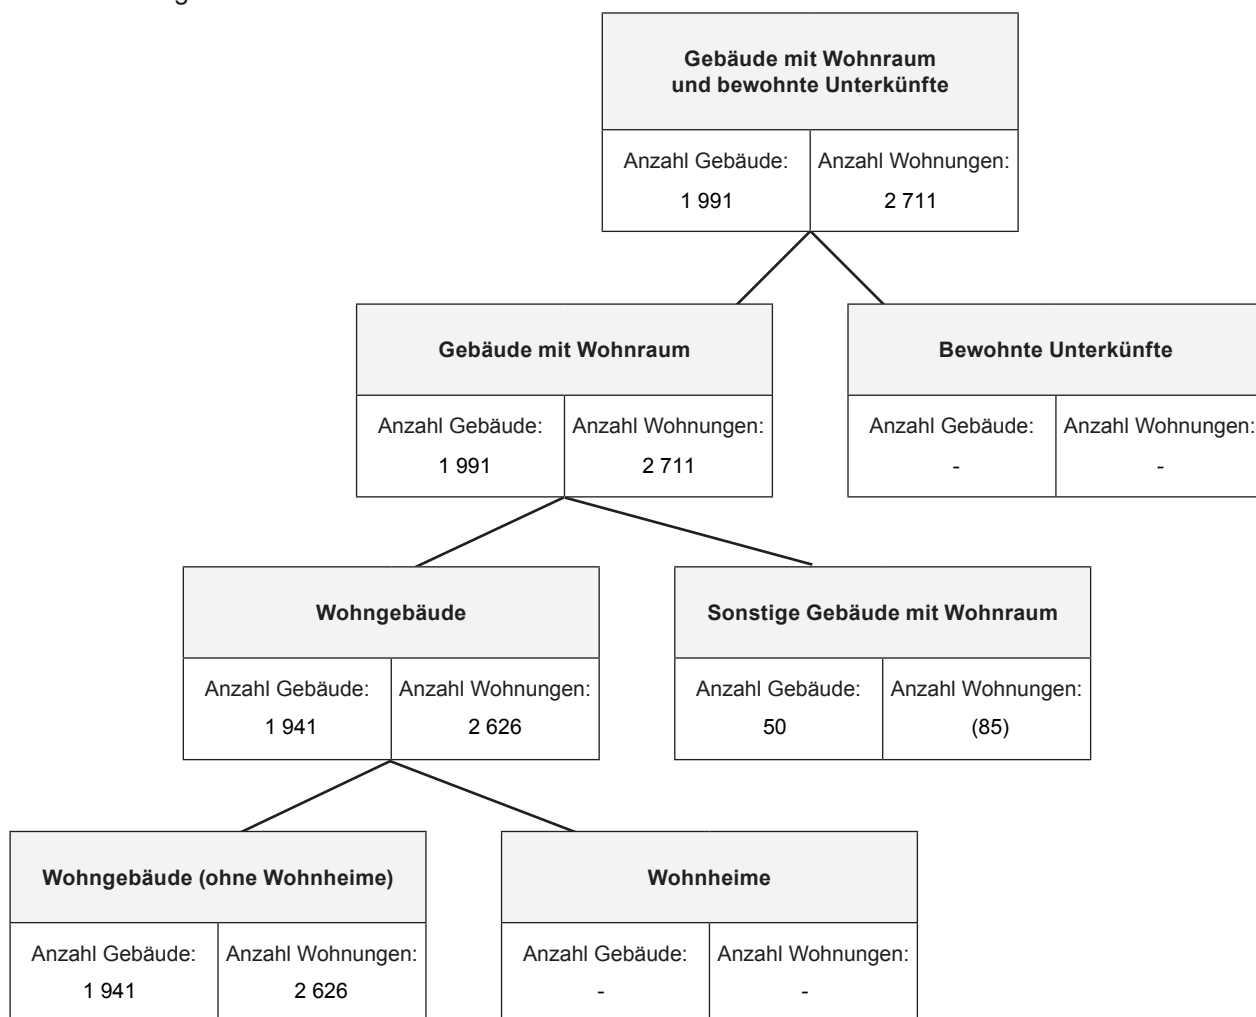 Gebäude mit Wohnraum
und bewohnte Unterkünfte
Anzahl Gebäude: Anzahl Wohnungen:
1 991 2 711
Gebäude mit Wohnraum
Anzahl Gebäude: Anzahl Wohnungen:
1 991 2 711
Bewohnte Unterkünfte
Anzahl Gebäude: Anzahl Wohnungen:
- -
Wohngebäude
Anzahl Gebäude: Anzahl Wohnungen:
1 941 2 626
Sonstige Gebäude mit Wohnraum
Anzahl Gebäude: Anzahl Wohnungen:
50 (85)
Wohngebäude (ohne Wohnheime)
Anzahl Gebäude: Anzahl Wohnungen:
1 941 2 626
Wohnheime
Anzahl Gebäude: Anzahl Wohnungen:
- -